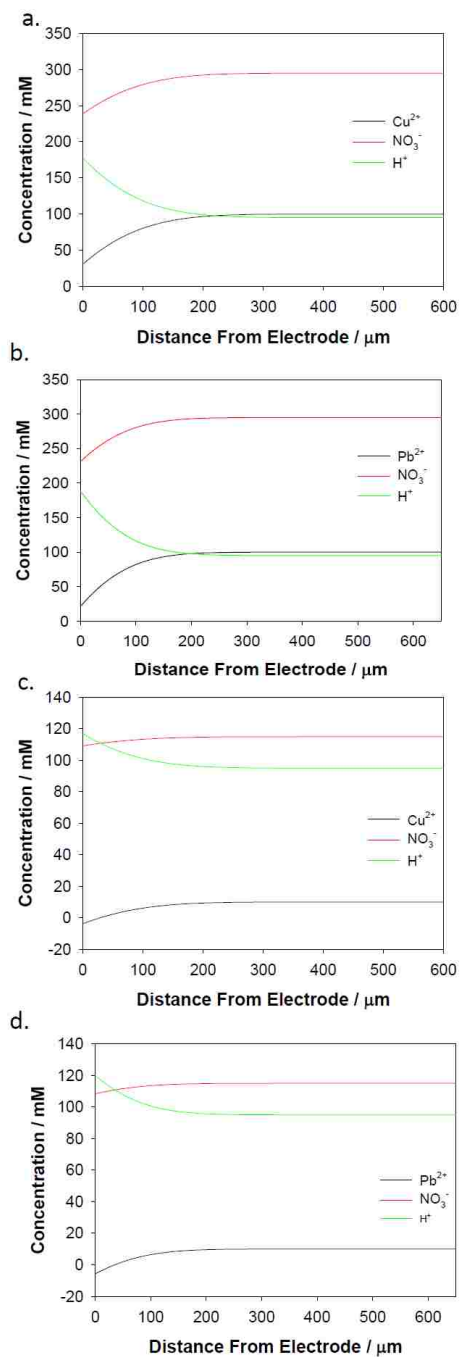 a.
350
300
250
200
150
100
50
0
Concentration / mM
Cu²⁺
NO₃⁻
H⁺
0 100 200 300 400 500 600
Distance From Electrode / μm
b.
350
300
250
200
150
100
50
0
Concentration / mM
Pb²⁺
NO₃⁻
H⁺
0 100 200 300 400 500 600
Distance From Electrode / μm
c.
140
120
100
80
60
40
20
0
-20
Concentration / mM
Cu²⁺
NO₃⁻
H⁺
0 100 200 300 400 500 600
Distance From Electrode / μm
d.
140
120
100
80
60
40
20
0
-20
Concentration / mM
Pb²⁺
NO₃⁻
H⁺
0 100 200 300 400 500 600
Distance From Electrode / μm